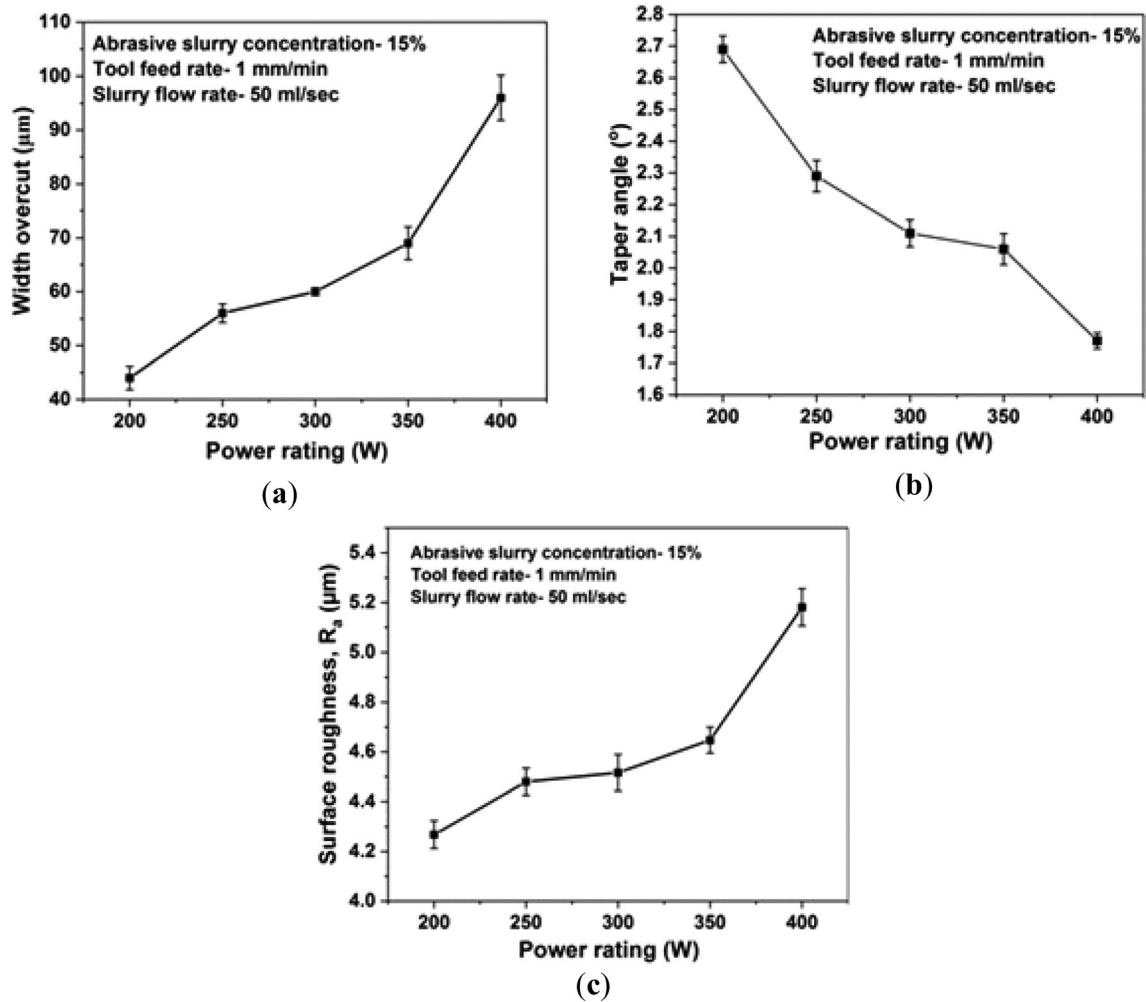 Abrasive slurry concentration- 15%
Tool feed rate- 1 mm/min
Slurry flow rate- 50 ml/sec
Width overcut (μm)
110
100
90
80
70
60
50
40
200 250 300 350 400
Power rating (W)
(a)
Abrasive slurry concentration- 15%
Tool feed rate- 1 mm/min
Slurry flow rate- 50 ml/sec
Taper angle (º)
2.8
2.7
2.6
2.5
2.4
2.3
2.2
2.1
2.0
1.9
1.8
1.7
1.6
200 250 300 350 400
Power rating (W)
(b)
Abrasive slurry concentration- 15%
Tool feed rate- 1 mm/min
Slurry flow rate- 50 ml/sec
Surface roughness, Rₐ (μm)
5.4
5.2
5.0
4.8
4.6
4.4
4.2
4.0
200 250 300 350 400
Power rating (W)
(c)